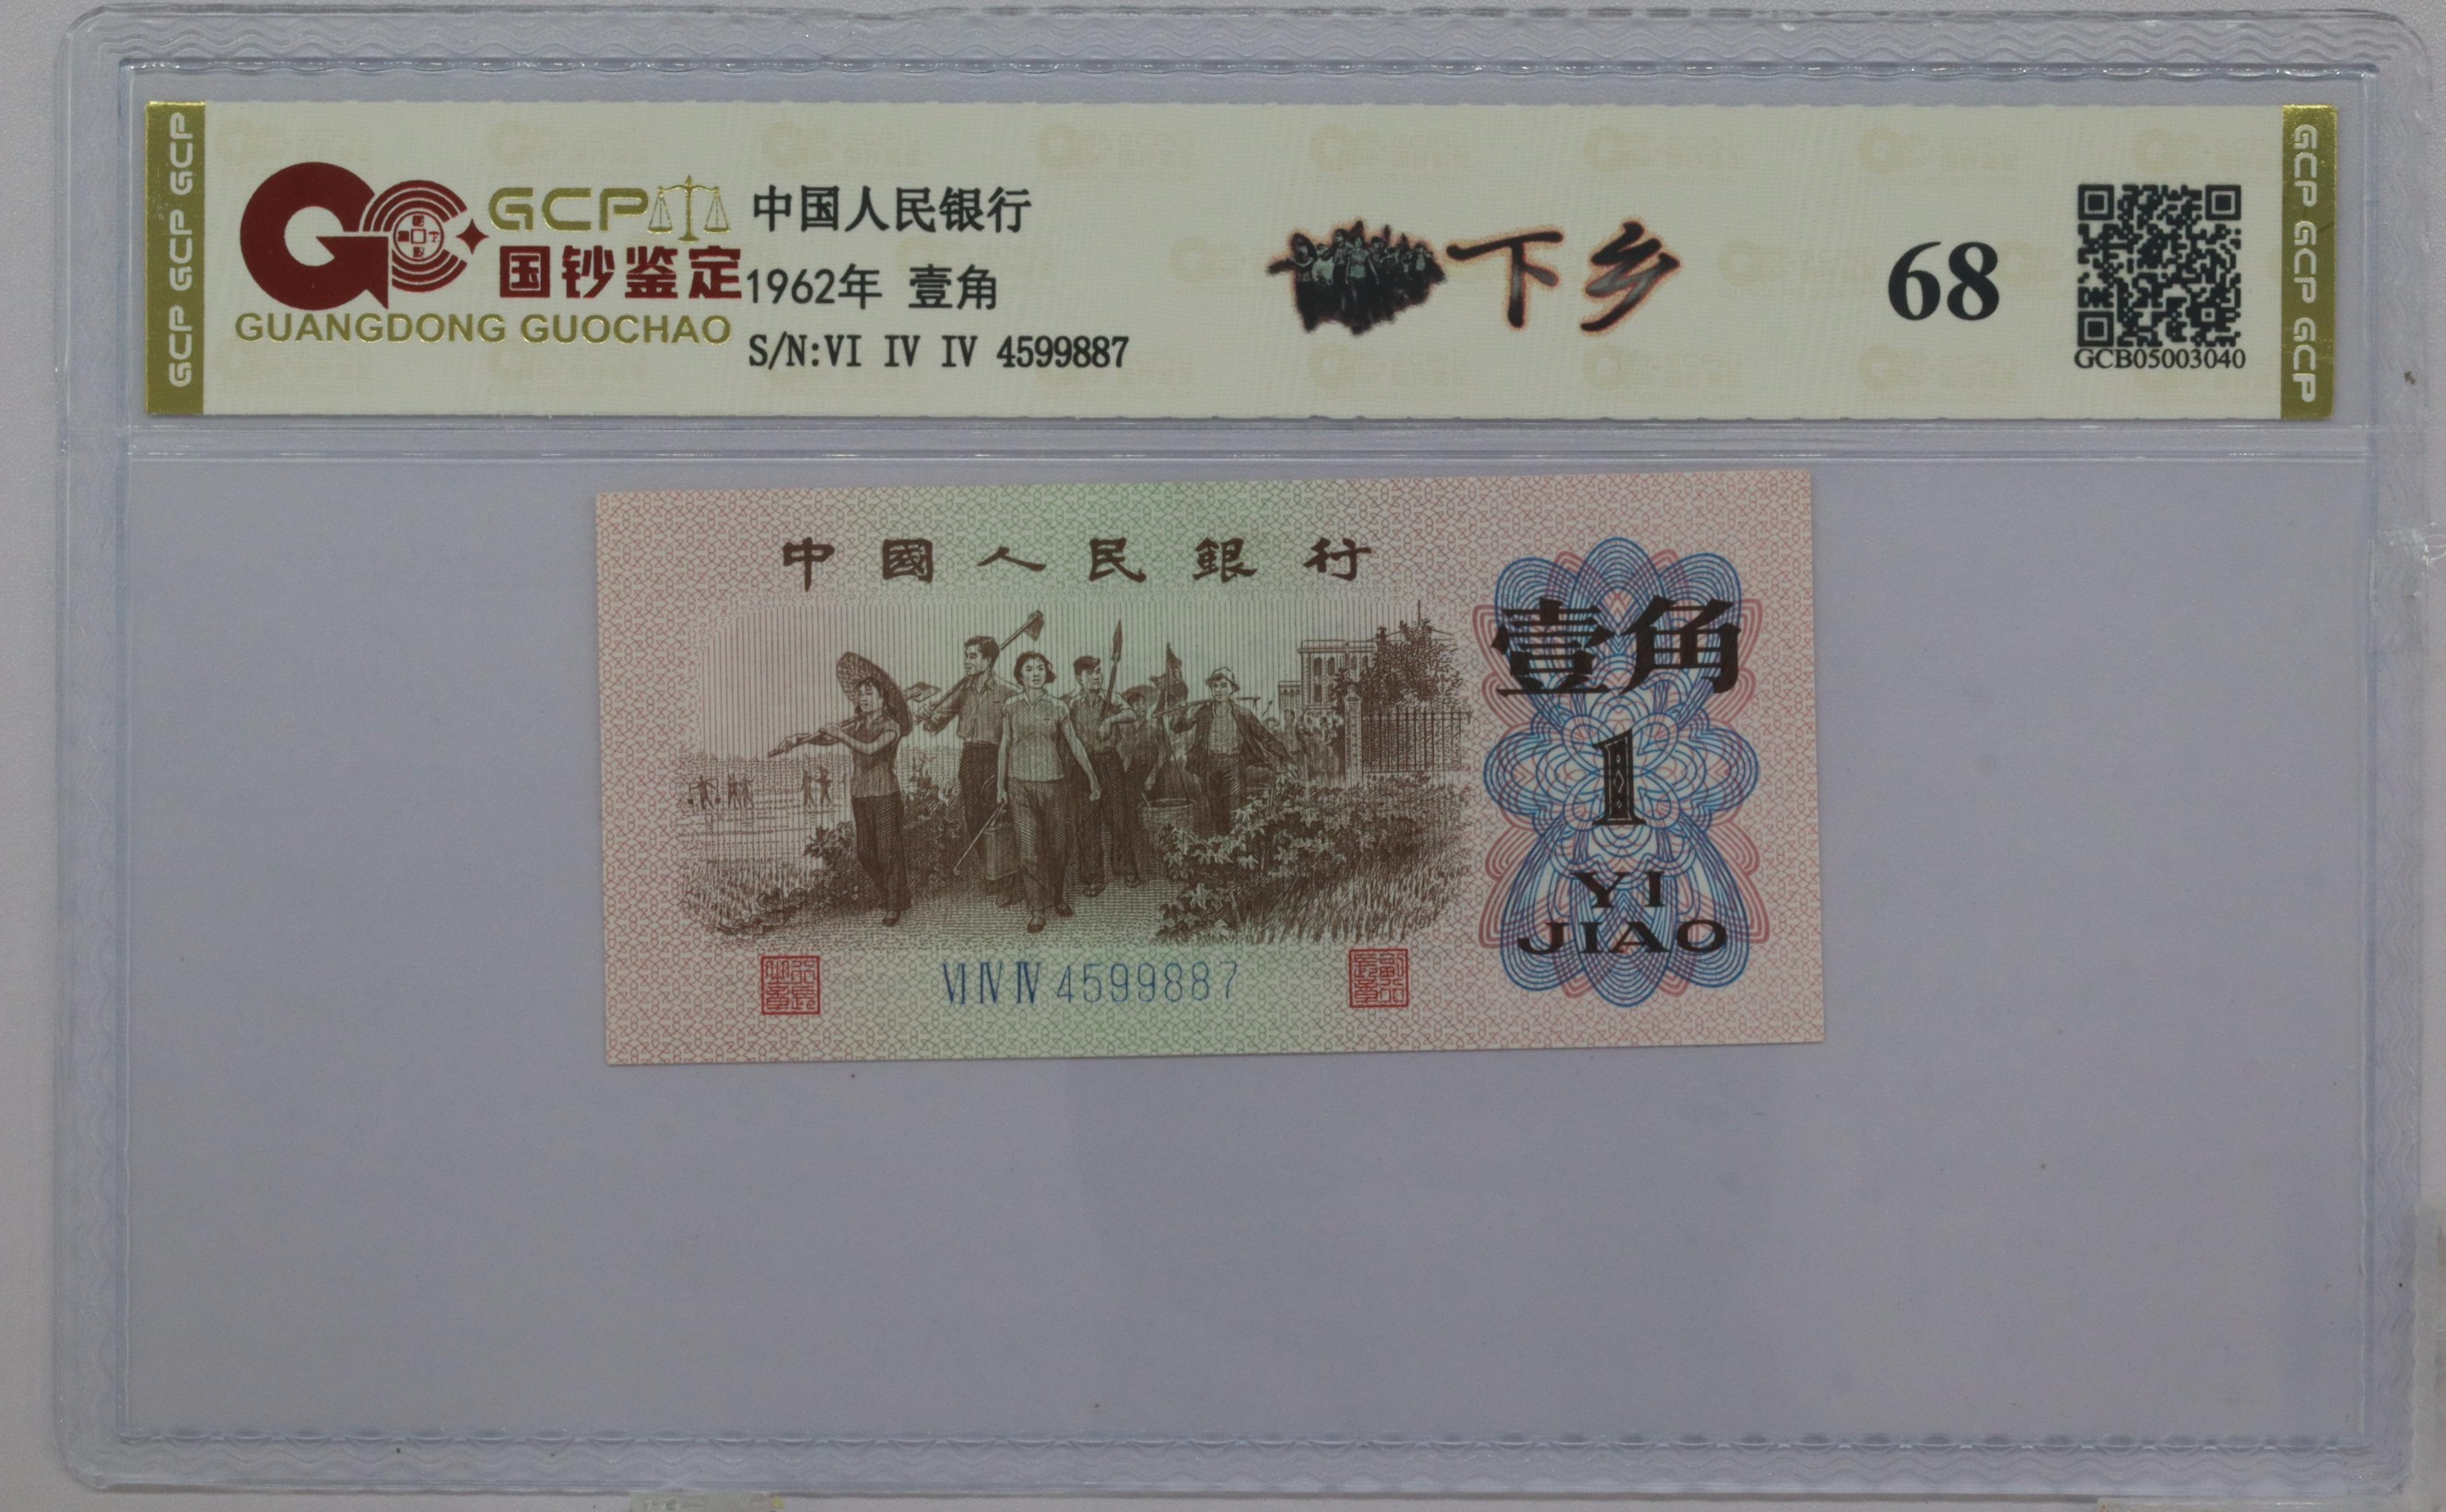 GCP GCP GCP
GCP
国钞鉴定
GUANGDONG GUOCHAO
中国人民银行
1962年 壹角
S/N:VI IV IV 4599887
下乡
68
GCB05003040
GCP GCP GCP
中國人民銀行
壹角
1
YI
JIAO
VI IV IV 4599887